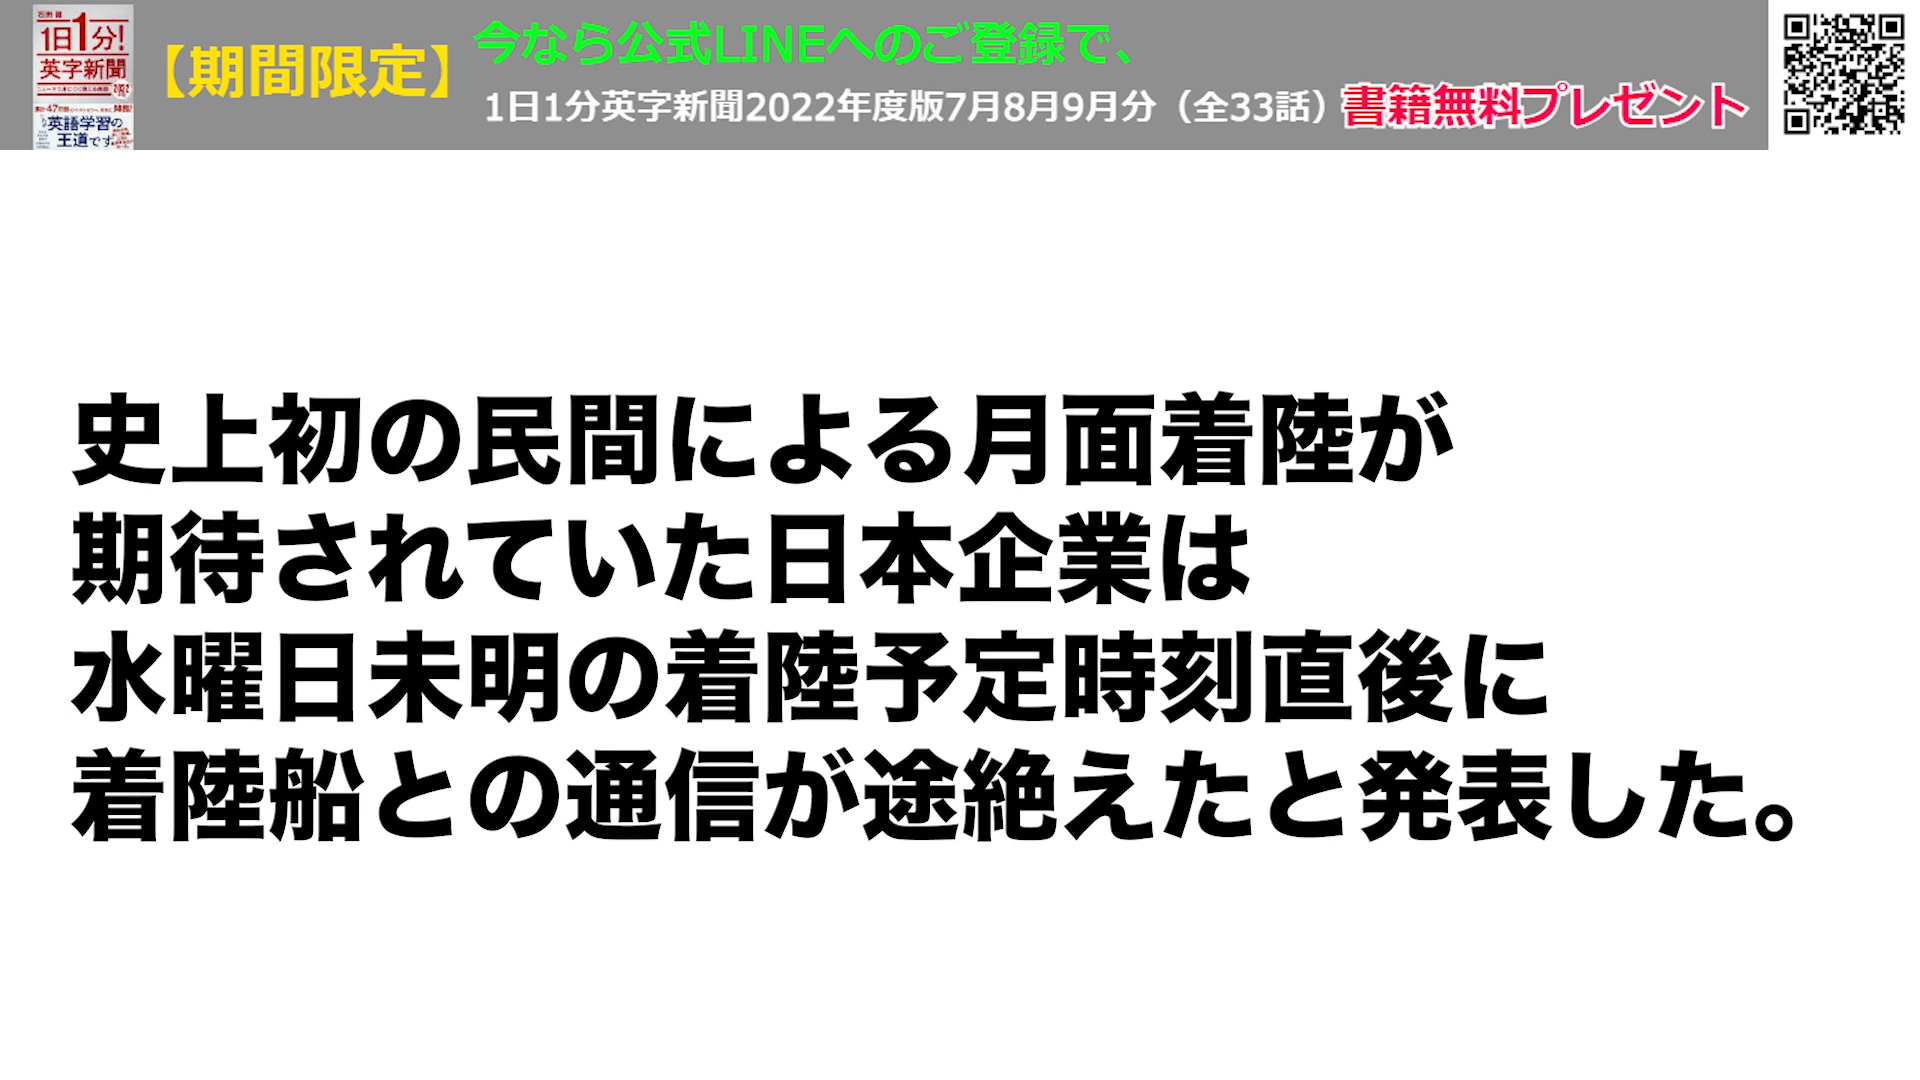 石田 健
1日1分!
英字新聞
2022
英語学習の
王道です
【期間限定】
今なら公式LINEへのご登録で、
1日1分英字新聞2022年度版7月8月9月分（全33話）書籍無料プレゼント
史上初の民間による月面着陸が
期待されていた日本企業は
水曜日未明の着陸予定時刻直後に
着陸船との通信が途絶えたと発表した。